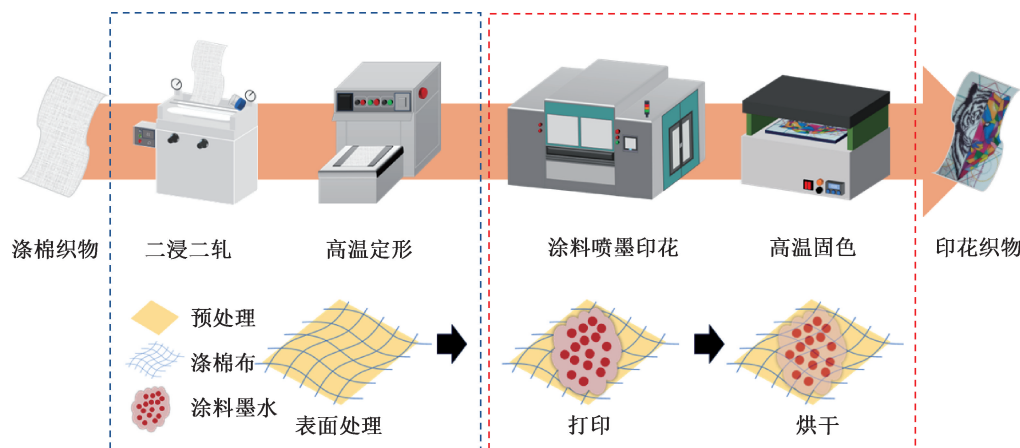 涤棉织物
二浸二轧
高温定形
涂料喷墨印花
高温固色
印花织物
预处理
涤棉布
涂料墨水
表面处理
打印
烘干